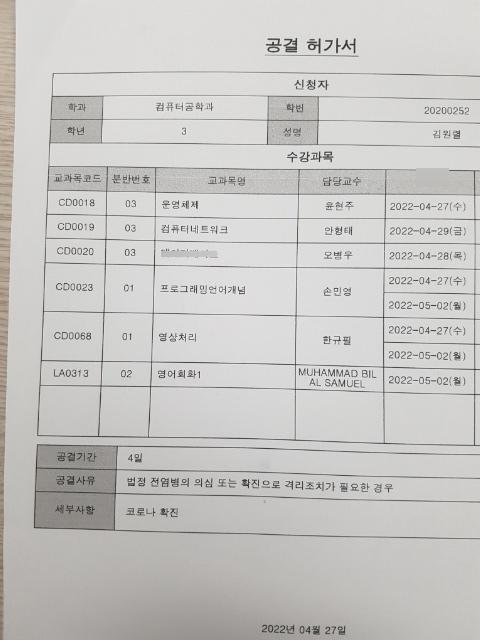 공결 허가서
신청자
학과 컴퓨터공학과 학번 20200252
학년 3 성명 김원열
수강과목
교과목코드 분반번호 교과목명 담당교수
CD0018 03 운영체제 윤현주 2022-04-27(수)
CD0019 03 컴퓨터네트워크 안형태 2022-04-29(금)
CD0020 03 오병우 2022-04-28(목)
CD0023 01 프로그래밍언어개념 손민영 2022-04-27(수)
2022-05-02(월)
CD0068 01 영상처리 한규필 2022-04-27(수)
2022-05-02(월)
LA0313 02 영어회화1 MUHAMMAD BIL
AL SAMUEL 2022-05-02(월)
공결기간 4일
공결사유 법정 전염병의 의심 또는 확진으로 격리조치가 필요한 경우
세부사항 코로나 확진
2022년 04월 27일